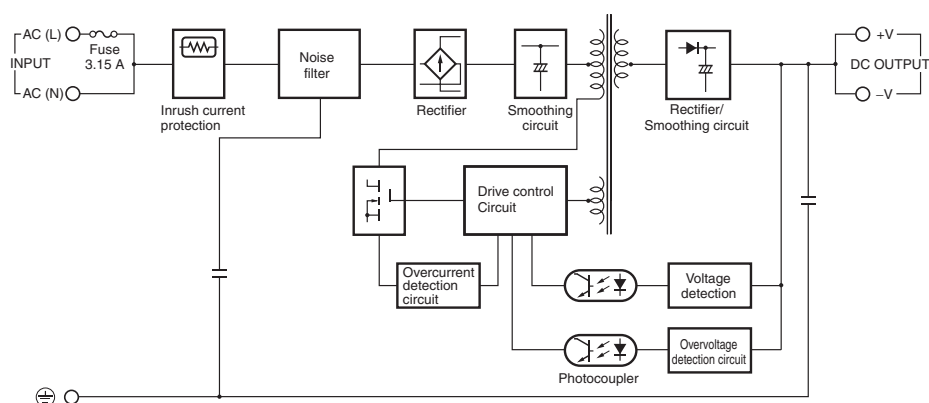 AC (L)
INPUT
AC (N)
Fuse
3.15 A
Inrush current
protection
Noise
filter
Rectifier
Smoothing
circuit
Rectifier/
Smoothing circuit
+V
DC OUTPUT
–V
Drive control
Circuit
Overcurrent
detection
circuit
Voltage
detection
Overvoltage
detection circuit
Photocoupler